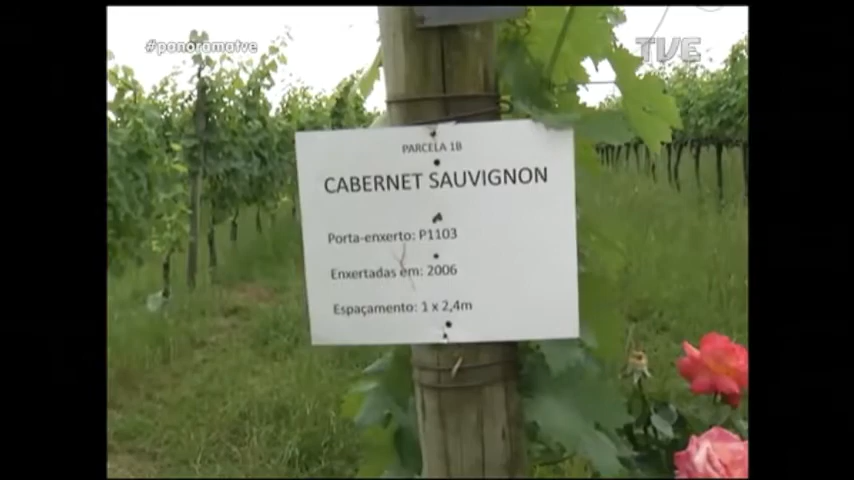 #panoramatve
TVE
PARCELA 1B
CABERNET SAUVIGNON
Porta-enxerto: P1103
Enxertadas em: 2006
Espaçamento: 1 x 2,4m